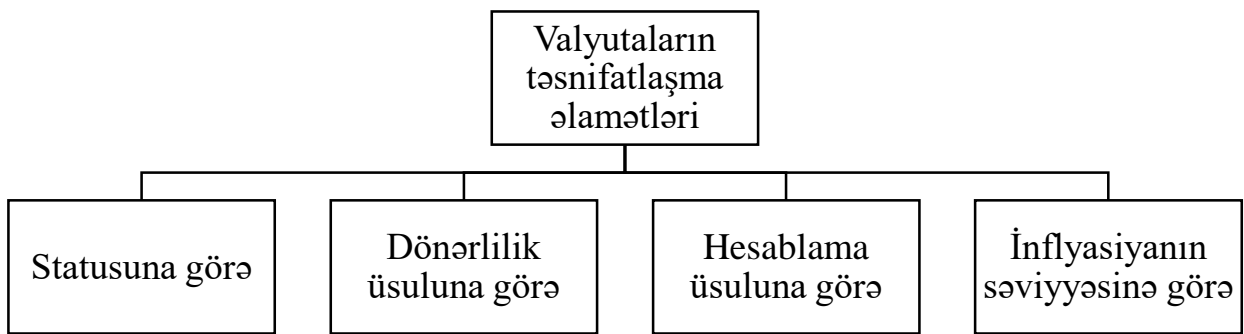 Valyutaların
təsnifatlaşma
əlamətləri
Statusuna görə
Dönərlilik
üsuluna görə
Hesablama
üsuluna görə
İnflyasiyanın
səviyyəsinə görə